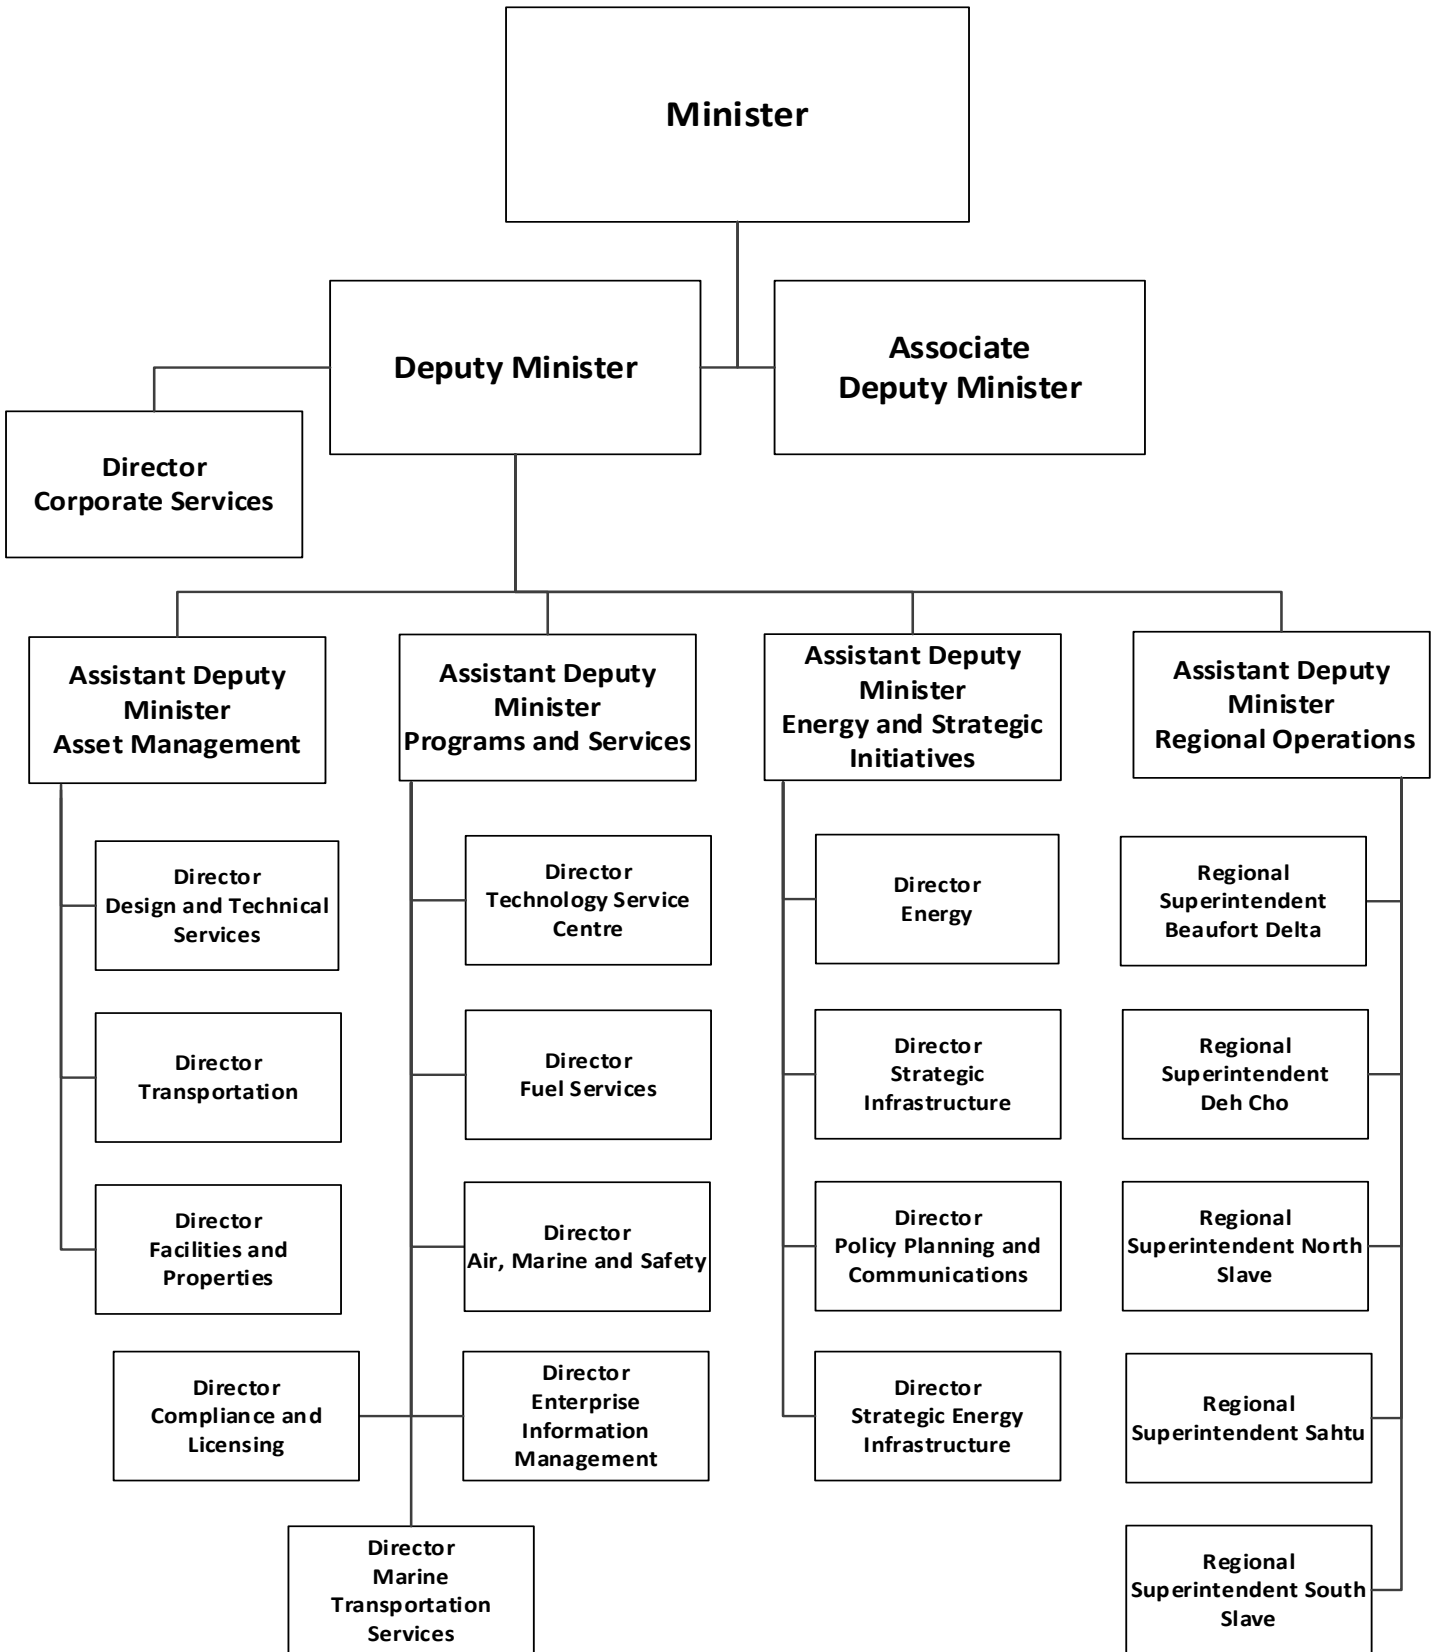 Minister
Deputy Minister
Associate
Deputy Minister
Director
Corporate Services
Assistant Deputy
Minister
Asset Management
Assistant Deputy
Minister
Programs and Services
Assistant Deputy
Minister
Energy and Strategic
Initiatives
Assistant Deputy
Minister
Regional Operations
Director
Design and Technical
Services
Director
Technology Service
Centre
Director
Energy
Regional
Superintendent
Beaufort Delta
Director
Transportation
Director
Fuel Services
Director
Strategic
Infrastructure
Regional
Superintendent
Deh Cho
Director
Facilities and
Properties
Director
Air, Marine and Safety
Director
Policy Planning and
Communications
Regional
Superintendent North
Slave
Director
Compliance and
Licensing
Director
Enterprise
Information
Management
Director
Strategic Energy
Infrastructure
Regional
Superintendent Sahtu
Director
Marine
Transportation
Services
Regional
Superintendent South
Slave